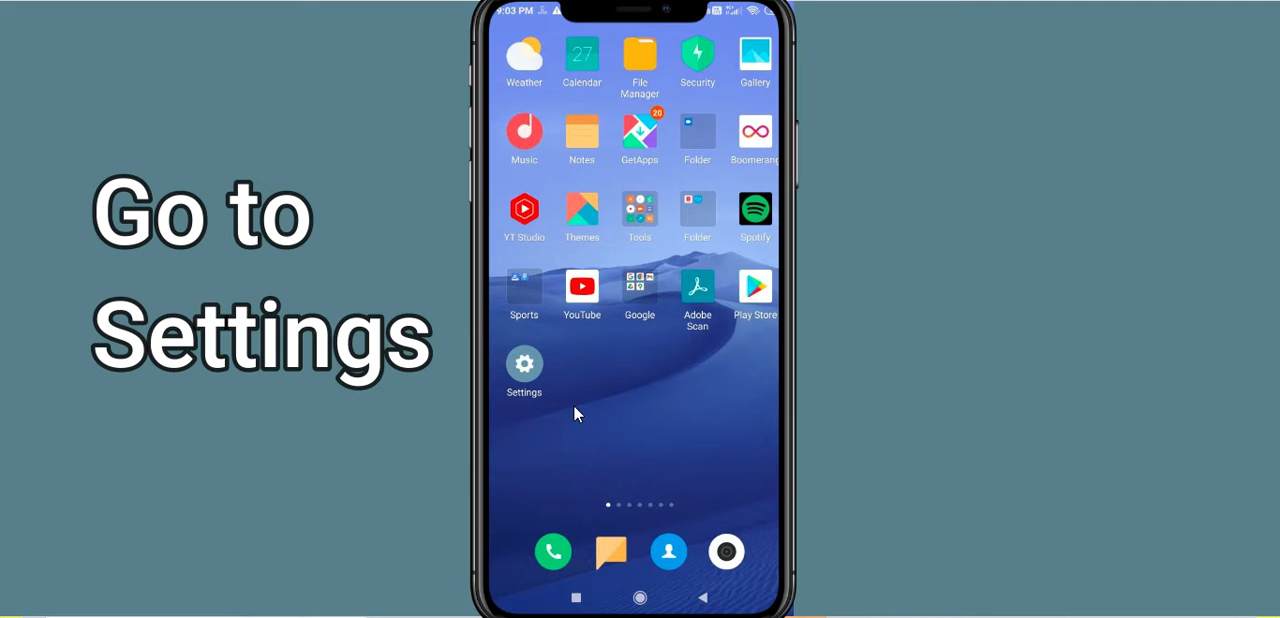 Go to
Settings
9:03 PM
27
Weather Calendar File Manager Security Gallery
20
Music Notes GetApps Folder Boomerang
YT Studio Themes Tools Folder Spotify
Sports YouTube Google Adobe Scan Play Store
Settings